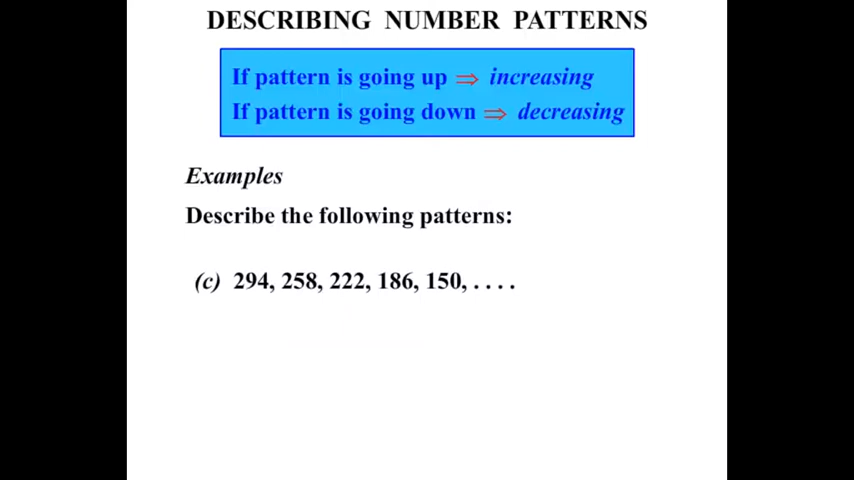 DESCRIBING NUMBER PATTERNS
If pattern is going up ⇒ increasing
If pattern is going down ⇒ decreasing
Examples
Describe the following patterns:
(c) 294, 258, 222, 186, 150, . . . .